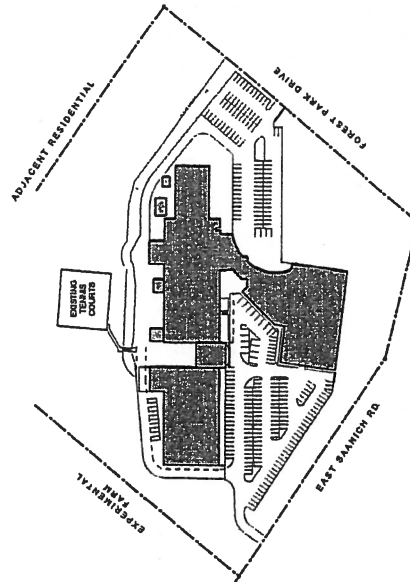 ADJACENT RESIDENTIAL
FOREST PARK DRIVE
EXISTING
TENNIS
COURTS
EXPERIMENTAL
FARM
EAST SAANICH RD.